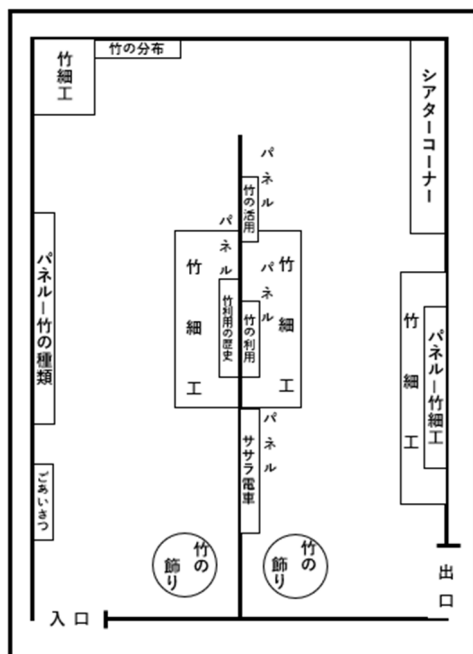 竹細工
竹の分布
シアターコーナー
パネル
竹の活用
パネルー竹の種類
パネル
竹利用の歴史
竹細工
パネル
竹の利用
竹細工
竹細工
パネルー竹細工
パネル
ササラ電車
ごあいさつ
竹の
飾り
竹の
飾り
入口
出口